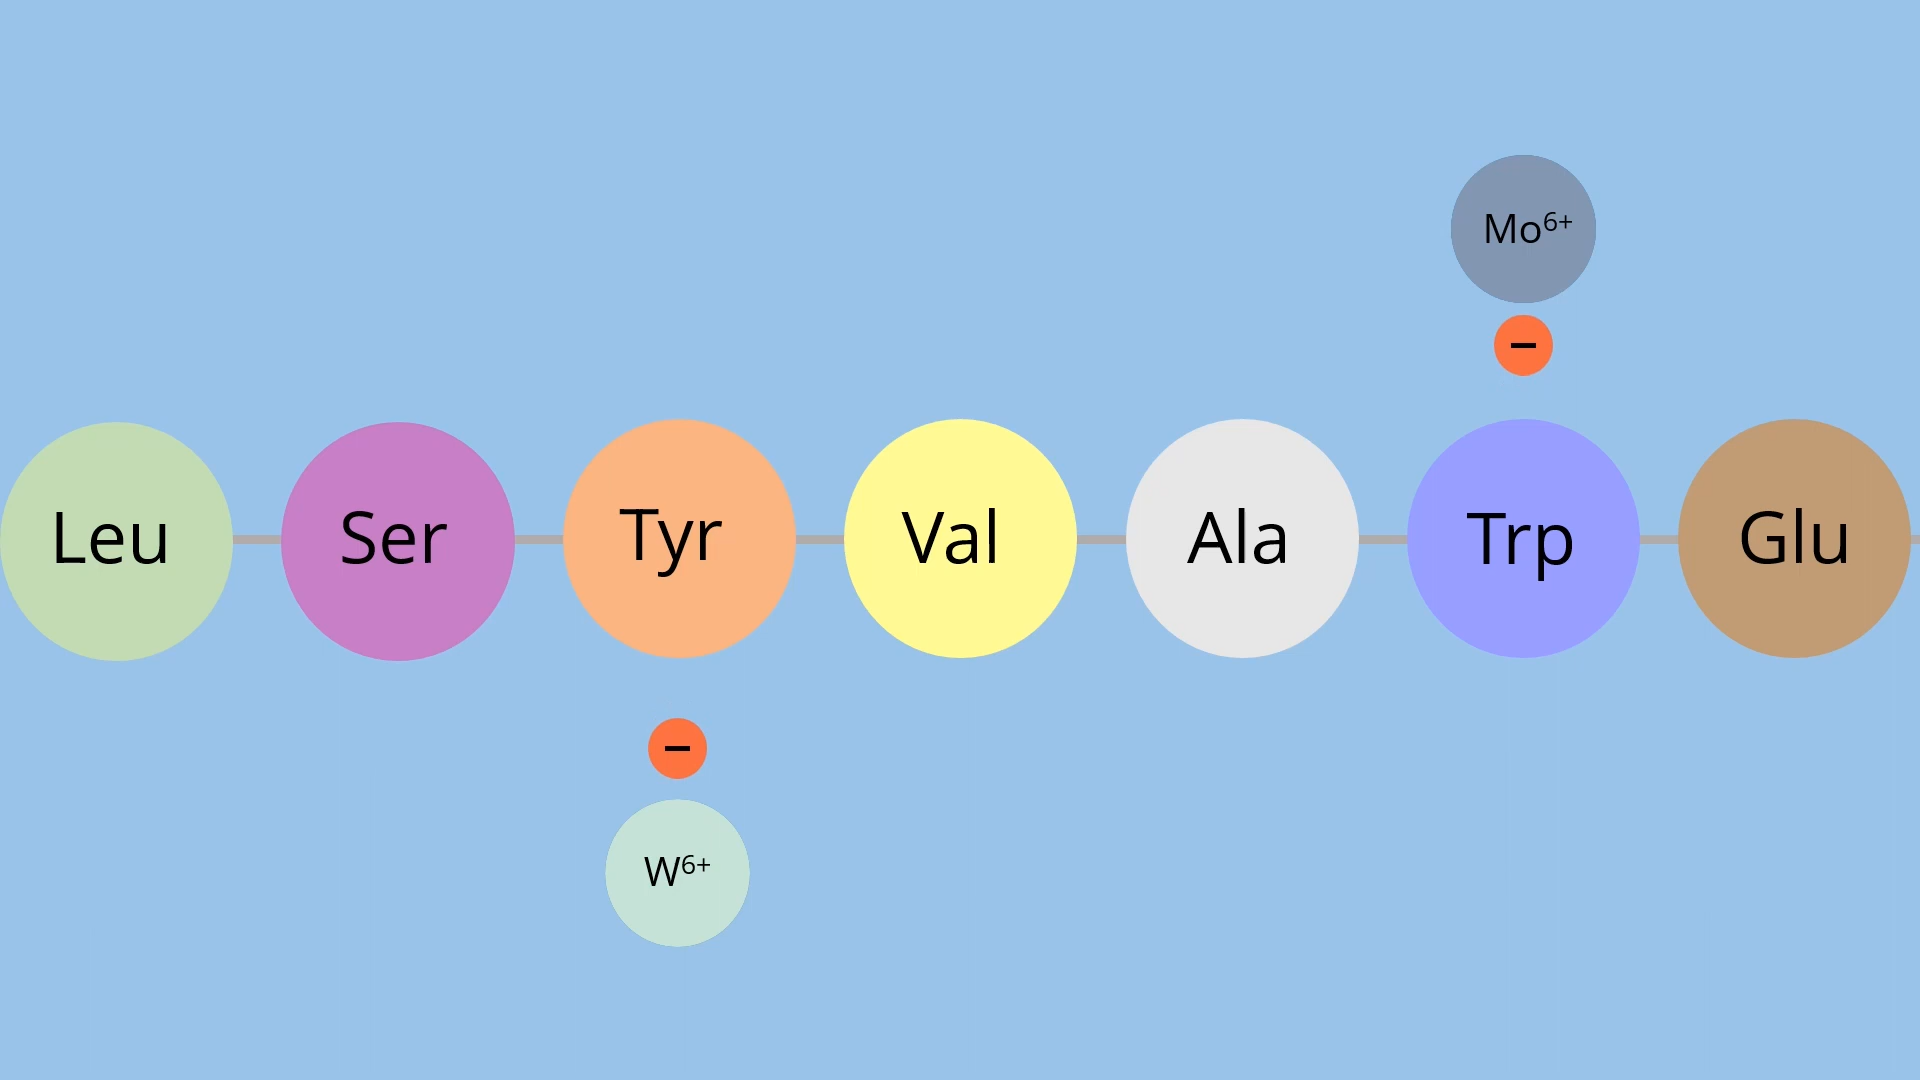 Mo⁶⁺
−
Leu Ser Tyr Val Ala Trp Glu
−
W⁶⁺